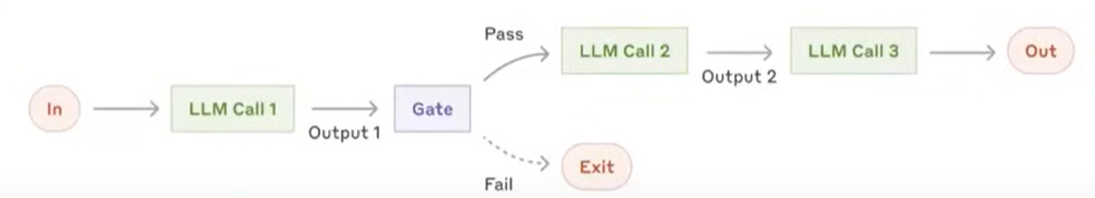 In
LLM Call 1
Output 1
Gate
Pass
LLM Call 2
Output 2
LLM Call 3
Out
Fail
Exit